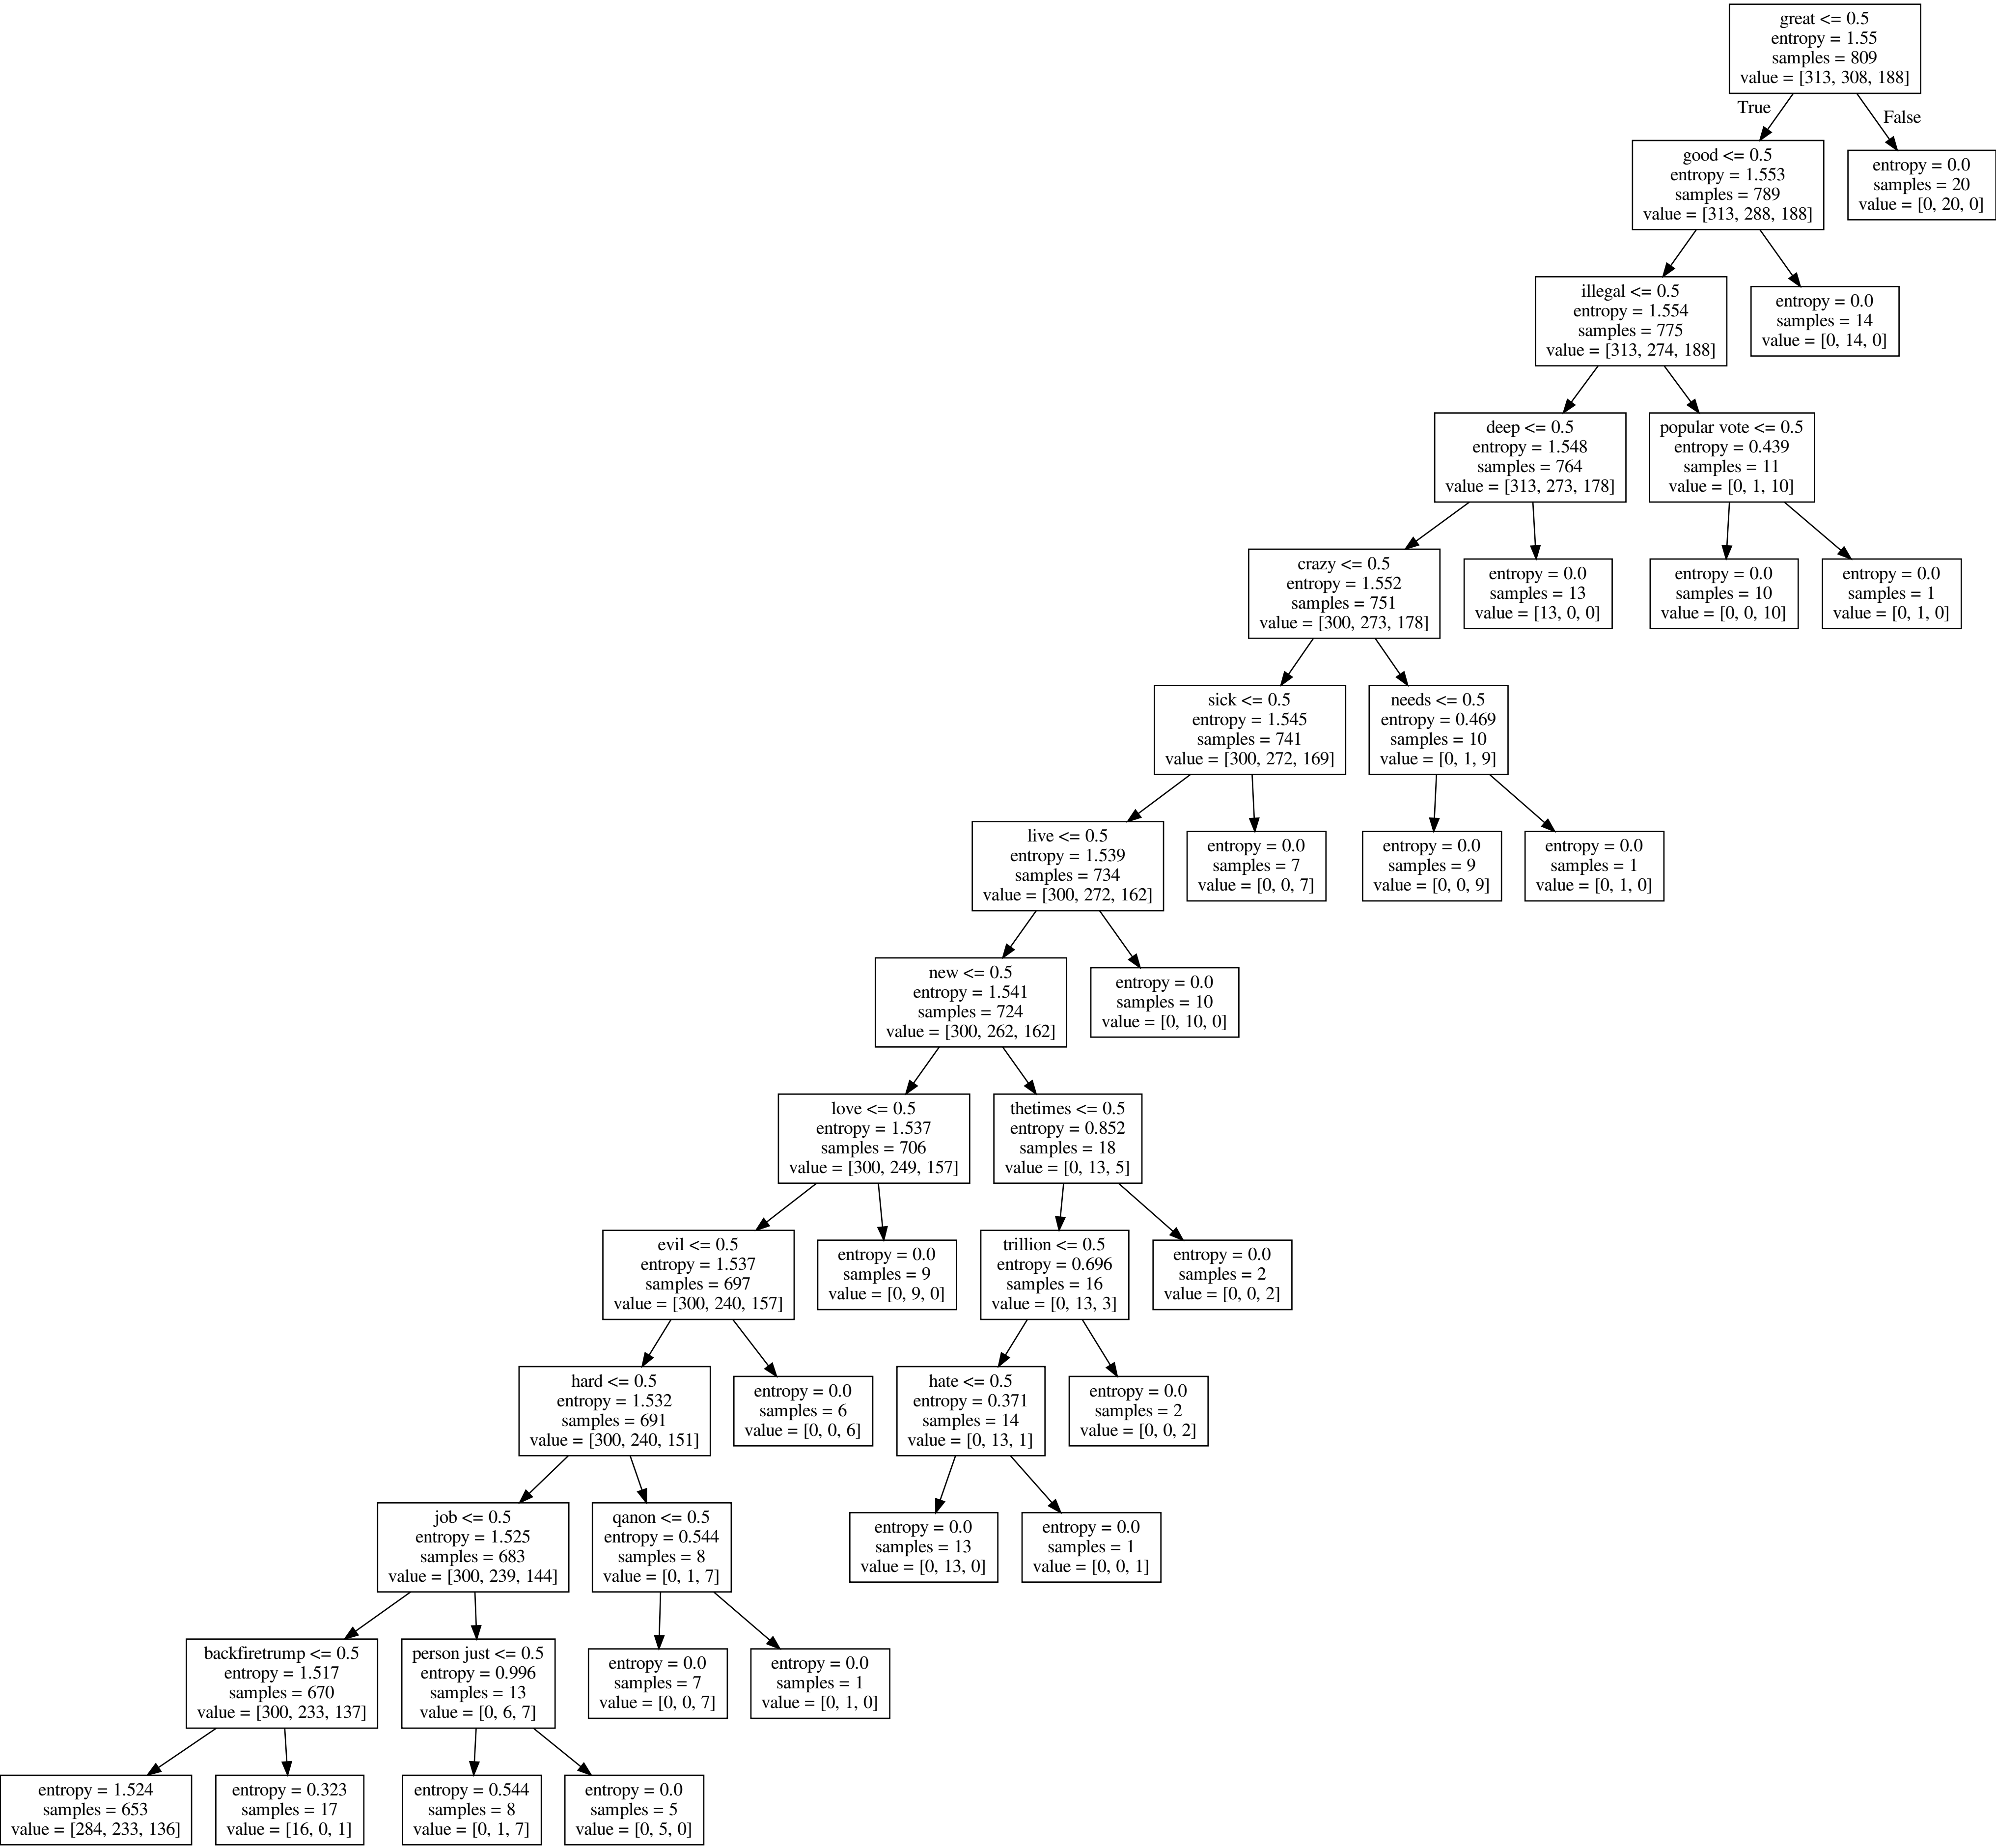 great <= 0.5
entropy = 1.55
samples = 809
value = [313, 308, 188]
True
False
good <= 0.5
entropy = 1.553
samples = 789
value = [313, 288, 188]
entropy = 0.0
samples = 20
value = [0, 20, 0]
illegal <= 0.5
entropy = 1.554
samples = 775
value = [313, 274, 188]
entropy = 0.0
samples = 14
value = [0, 14, 0]
deep <= 0.5
entropy = 1.548
samples = 764
value = [313, 273, 178]
popular vote <= 0.5
entropy = 0.439
samples = 11
value = [0, 1, 10]
crazy <= 0.5
entropy = 1.552
samples = 751
value = [300, 273, 178]
entropy = 0.0
samples = 13
value = [13, 0, 0]
entropy = 0.0
samples = 10
value = [0, 0, 10]
entropy = 0.0
samples = 1
value = [0, 1, 0]
sick <= 0.5
entropy = 1.545
samples = 741
value = [300, 272, 169]
needs <= 0.5
entropy = 0.469
samples = 10
value = [0, 1, 9]
live <= 0.5
entropy = 1.539
samples = 734
value = [300, 272, 162]
entropy = 0.0
samples = 7
value = [0, 0, 7]
entropy = 0.0
samples = 9
value = [0, 0, 9]
entropy = 0.0
samples = 1
value = [0, 1, 0]
new <= 0.5
entropy = 1.541
samples = 724
value = [300, 262, 162]
entropy = 0.0
samples = 10
value = [0, 10, 0]
love <= 0.5
entropy = 1.537
samples = 706
value = [300, 249, 157]
thetimes <= 0.5
entropy = 0.852
samples = 18
value = [0, 13, 5]
evil <= 0.5
entropy = 1.537
samples = 697
value = [300, 240, 157]
entropy = 0.0
samples = 9
value = [0, 9, 0]
trillion <= 0.5
entropy = 0.696
samples = 16
value = [0, 13, 3]
entropy = 0.0
samples = 2
value = [0, 0, 2]
hard <= 0.5
entropy = 1.532
samples = 691
value = [300, 240, 151]
entropy = 0.0
samples = 6
value = [0, 0, 6]
hate <= 0.5
entropy = 0.371
samples = 14
value = [0, 13, 1]
entropy = 0.0
samples = 2
value = [0, 0, 2]
job <= 0.5
entropy = 1.525
samples = 683
value = [300, 239, 144]
qanon <= 0.5
entropy = 0.544
samples = 8
value = [0, 1, 7]
entropy = 0.0
samples = 13
value = [0, 13, 0]
entropy = 0.0
samples = 1
value = [0, 0, 1]
backfiretrump <= 0.5
entropy = 1.517
samples = 670
value = [300, 233, 137]
person just <= 0.5
entropy = 0.996
samples = 13
value = [0, 6, 7]
entropy = 0.0
samples = 7
value = [0, 0, 7]
entropy = 0.0
samples = 1
value = [0, 1, 0]
entropy = 1.524
samples = 653
value = [284, 233, 136]
entropy = 0.323
samples = 17
value = [16, 0, 1]
entropy = 0.544
samples = 8
value = [0, 1, 7]
entropy = 0.0
samples = 5
value = [0, 5, 0]